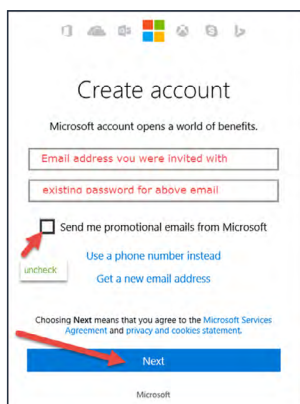 Create account
Microsoft account opens a world of benefits.
Email address you were invited with
existing password for above email
Send me promotional emails from Microsoft
uncheck
Use a phone number instead
Get a new email address
Choosing Next means that you agree to the Microsoft Services
Agreement and privacy and cookies statement.
Next
Microsoft